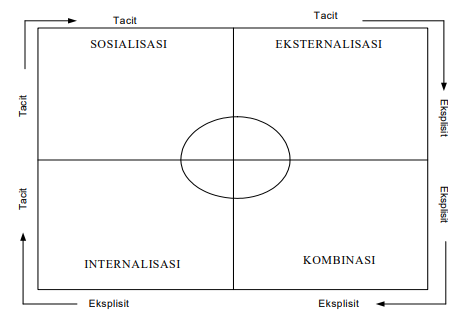 Tacit
Tacit
SOSIALISASI
EKSTERNALISASI
Tacit
Eksplisit
Tacit
Eksplisit
INTERNALISASI
KOMBINASI
Eksplisit
Eksplisit